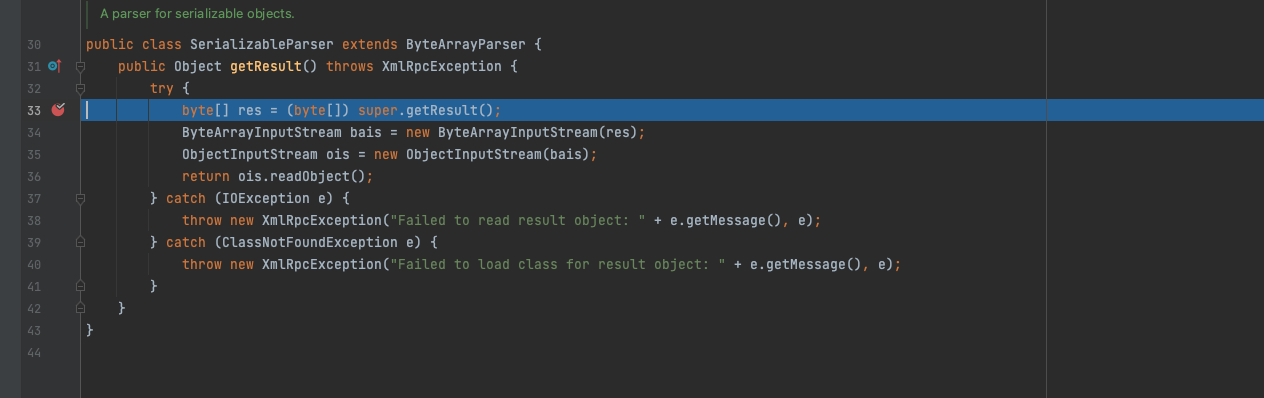 A parser for serializable objects.
30 public class SerializableParser extends ByteArrayParser {
31 public Object getResult() throws XmlRpcException {
32 try {
33 byte[] res = (byte[]) super.getResult();
34 ByteArrayInputStream bais = new ByteArrayInputStream(res);
35 ObjectInputStream ois = new ObjectInputStream(bais);
36 return ois.readObject();
37 } catch (IOException e) {
38 throw new XmlRpcException("Failed to read result object: " + e.getMessage(), e);
39 } catch (ClassNotFoundException e) {
40 throw new XmlRpcException("Failed to load class for result object: " + e.getMessage(), e);
41 }
42 }
43 }
44